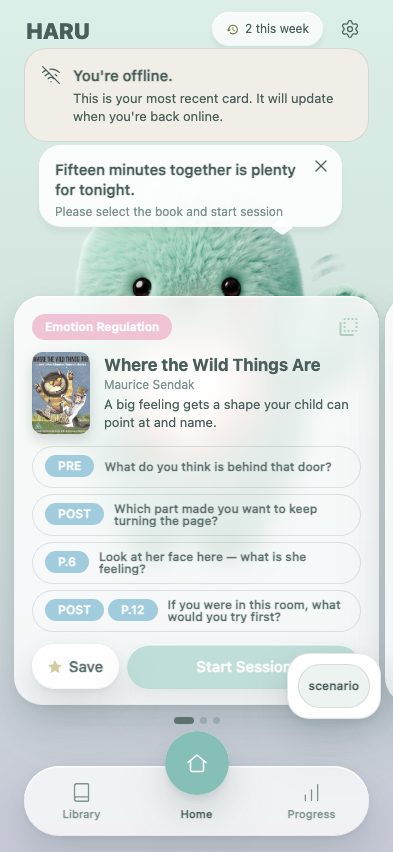 HARU
2 this week
You're offline.
This is your most recent card. It will update
when you're back online.
Fifteen minutes together is plenty
for tonight.
Please select the book and start session
Emotion Regulation
WHERE THE WILD THINGS ARE
Where the Wild Things Are
Maurice Sendak
A big feeling gets a shape your child can
point at and name.
PRE What do you think is behind that door?
POST Which part made you want to keep
turning the page?
P.6 Look at her face here — what is she
feeling?
POST P.12 If you were in this room, what
would you try first?
Save
Start Session
scenario
Library
Home
Progress